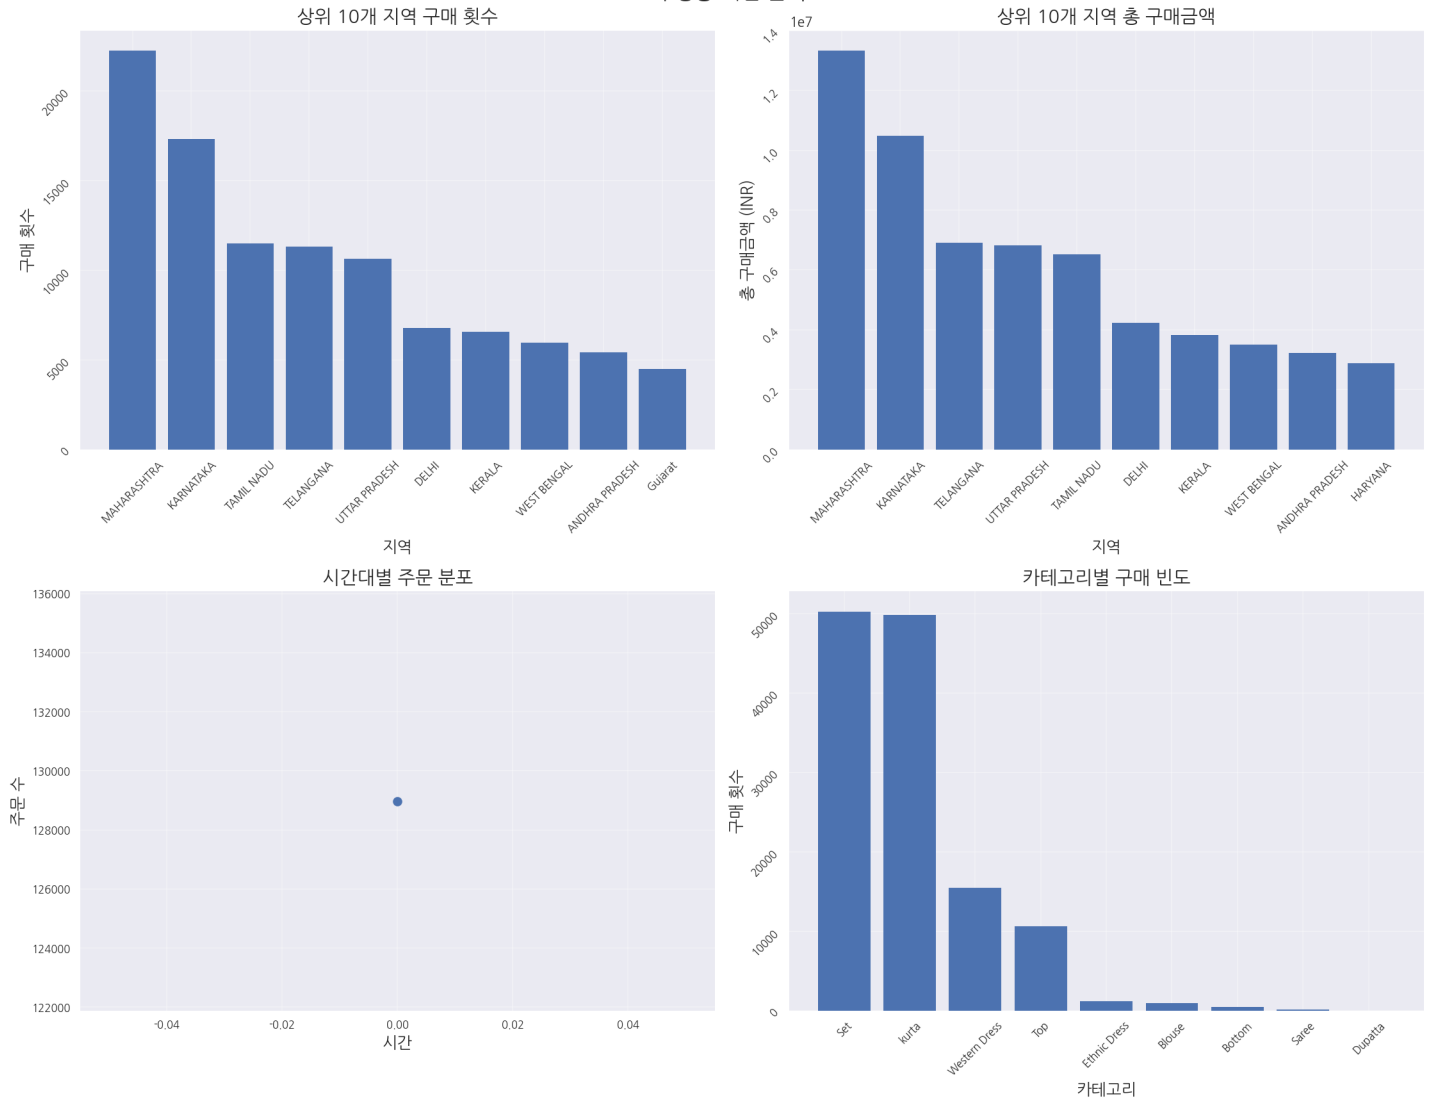 상위 10개 지역 구매 횟수
구매 횟수
20000
15000
10000
5000
0
MAHARASHTRA
KARNATAKA
TAMIL NADU
TELANGANA
UTTAR PRADESH
DELHI
KERALA
WEST BENGAL
ANDHRA PRADESH
Gujarat
지역
상위 10개 지역 총 구매금액
1e7
총 구매금액 (INR)
1.4
1.2
1.0
0.8
0.6
0.4
0.2
0.0
MAHARASHTRA
KARNATAKA
TELANGANA
UTTAR PRADESH
TAMIL NADU
DELHI
KERALA
WEST BENGAL
ANDHRA PRADESH
HARYANA
지역
시간대별 주문 분포
주문 수
136000
134000
132000
130000
128000
126000
124000
122000
-0.04
-0.02
0.00
0.02
0.04
시간
카테고리별 구매 빈도
구매 횟수
50000
40000
30000
20000
10000
0
Set
kurta
Western Dress
Top
Ethnic Dress
Blouse
Bottom
Saree
Dupatta
카테고리